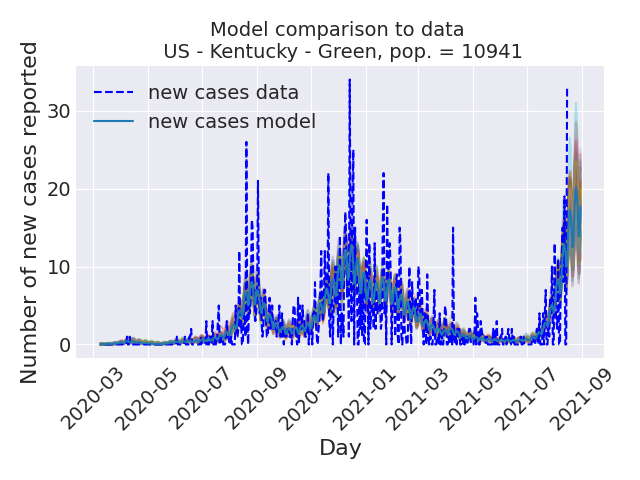 Model comparison to data
US - Kentucky - Green, pop. = 10941
Number of new cases reported
new cases data
new cases model
30
20
10
0
2020-03
2020-05
2020-07
2020-09
2020-11
2021-01
2021-03
2021-05
2021-07
2021-09
Day